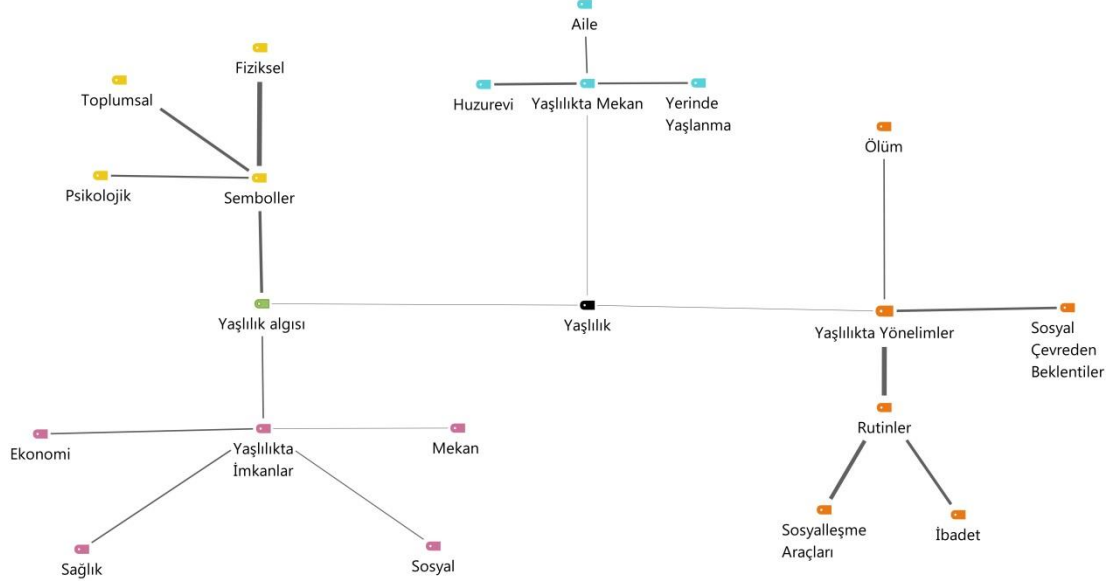 Aile
Fiziksel
Toplumsal
Huzurevi
Yaşlılıkta Mekan
Yerinde
Yaşlanma
Ölüm
Psikolojik
Semboller
Yaşlılık algısı
Yaşlılık
Yaşlılıkta Yönelimler
Sosyal
Çevreden
Beklentiler
Rutinler
Ekonomi
Yaşlılıkta
İmkanlar
Mekan
Sosyalleşme
Araçları
İbadet
Sağlık
Sosyal